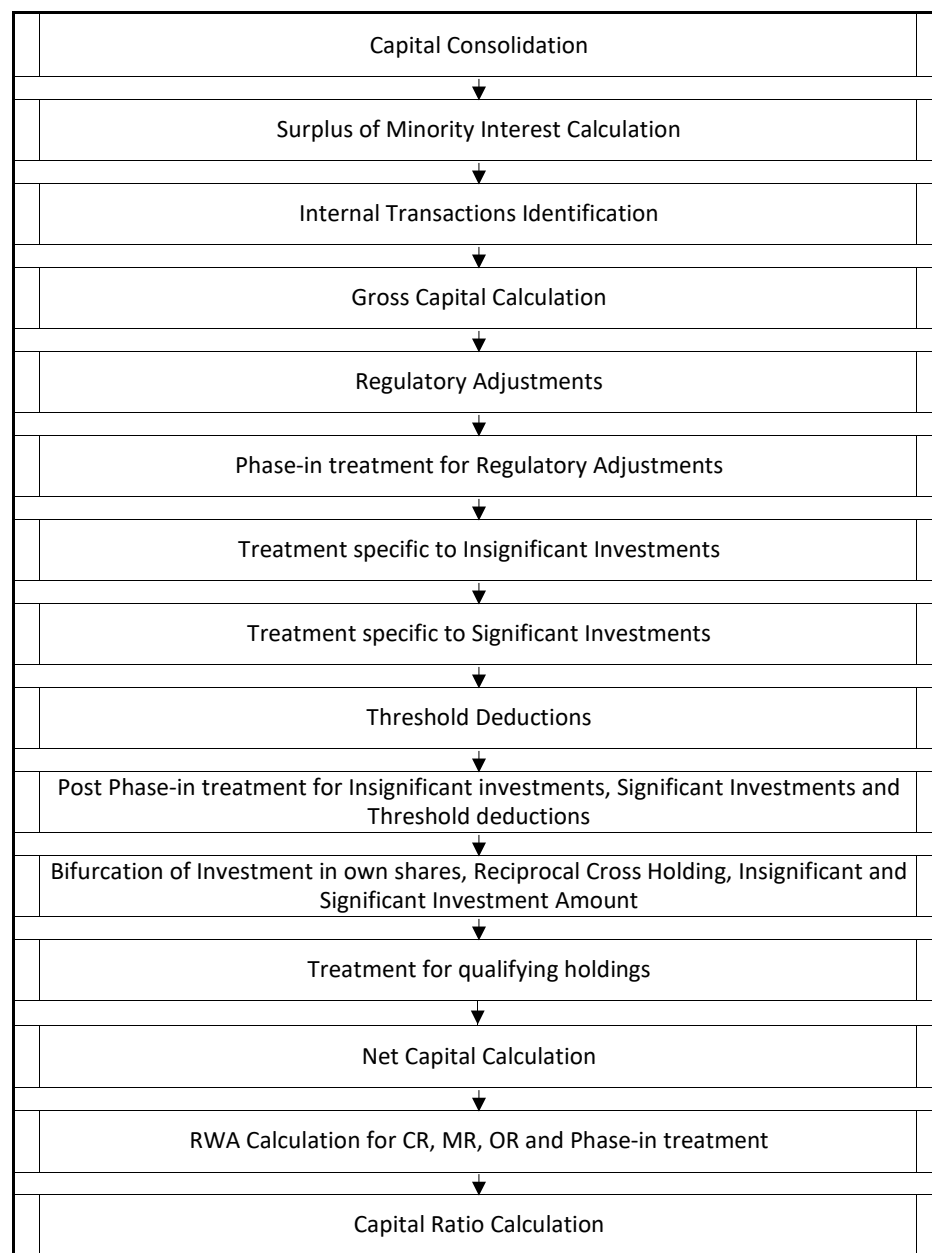 Capital Consolidation
Surplus of Minority Interest Calculation
Internal Transactions Identification
Gross Capital Calculation
Regulatory Adjustments
Phase-in treatment for Regulatory Adjustments
Treatment specific to Insignificant Investments
Treatment specific to Significant Investments
Threshold Deductions
Post Phase-in treatment for Insignificant investments, Significant Investments and
Threshold deductions
Bifurcation of Investment in own shares, Reciprocal Cross Holding, Insignificant and
Significant Investment Amount
Treatment for qualifying holdings
Net Capital Calculation
RWA Calculation for CR, MR, OR and Phase-in treatment
Capital Ratio Calculation